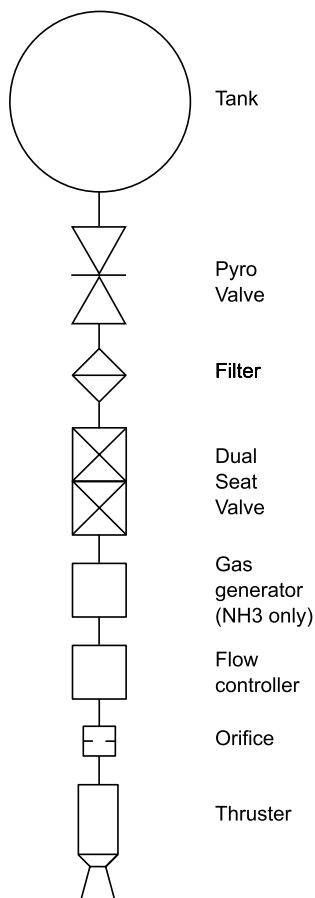 Tank
Pyro
Valve
Filter
Dual
Seat
Valve
Gas
generator
(NH3 only)
Flow
controller
Orifice
Thruster